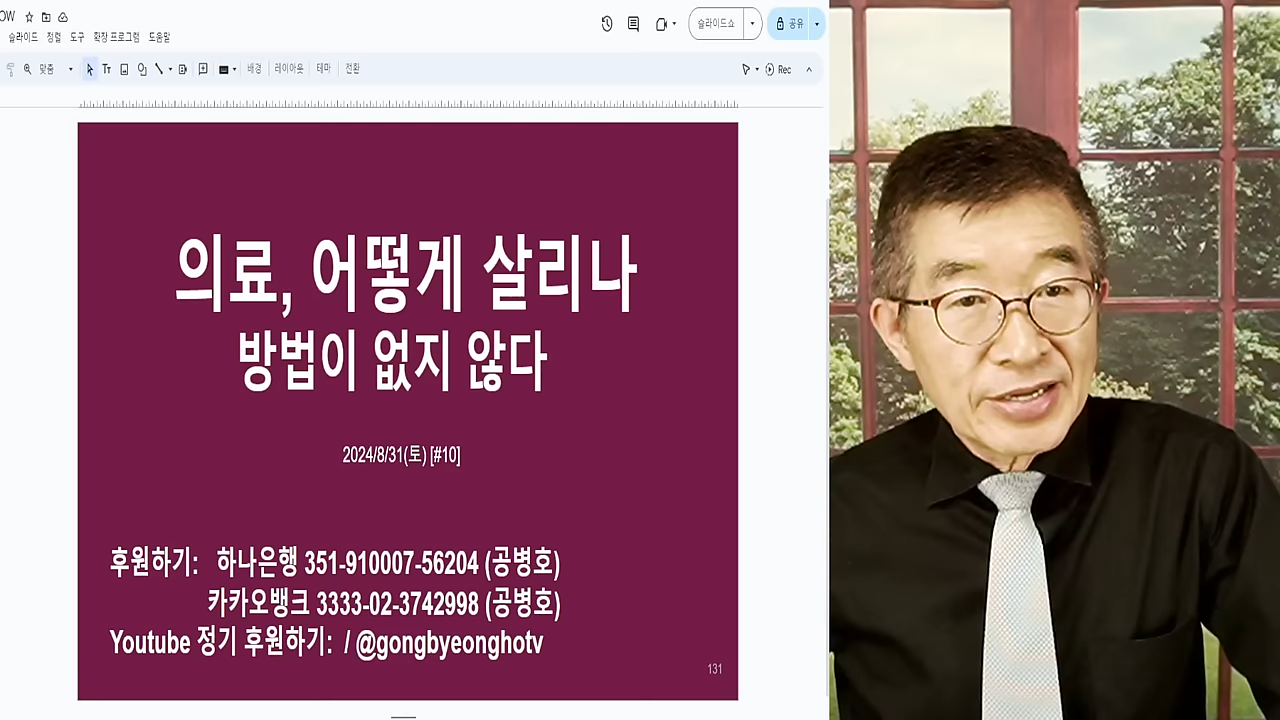 OW
슬라이드 정렬 도구 확장 프로그램 도움말
슬라이드쇼
공유
맞춤
Tт
배경 레이아웃 테마 전환
Rec
의료, 어떻게 살리나
방법이 없지 않다
2024/8/31(토) [#10]
후원하기: 하나은행 351-910007-56204 (공병호)
카카오뱅크 3333-02-3742998 (공병호)
Youtube 정기 후원하기: / @gongbyeonghotv
131